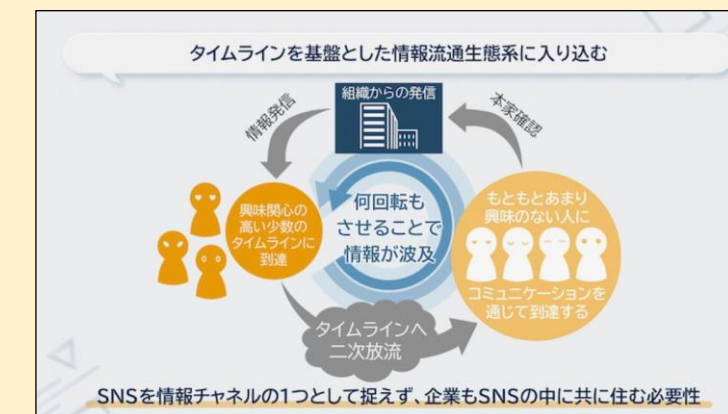 タイムラインを基盤とした情報流通生態系に入り込む
組織からの発信
情報発信
本家確認
興味関心の
高い少数の
タイムラインに
到達
何回転も
させることで
情報が波及
もともとあまり
興味のない人に
コミュニケーションを
通じて到達する
タイムラインへ
二次放流
SNSを情報チャネルの1つとして捉えず、企業もSNSの中に共に住む必要性